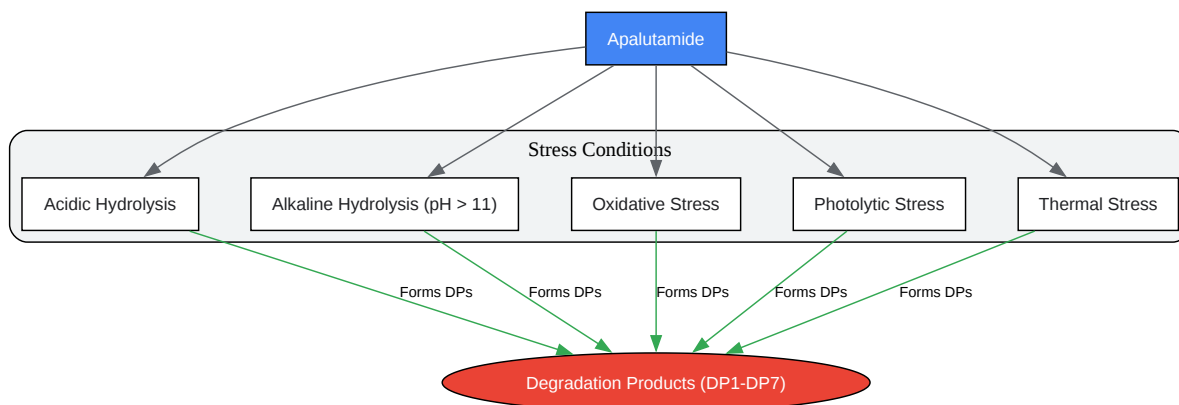 Apalutamide
Stress Conditions
Acidic Hydrolysis
Alkaline Hydrolysis (pH > 11)
Oxidative Stress
Photolytic Stress
Thermal Stress
Forms DPs
Forms DPs
Forms DPs
Forms DPs
Forms DPs
Degradation Products (DP1-DP7)